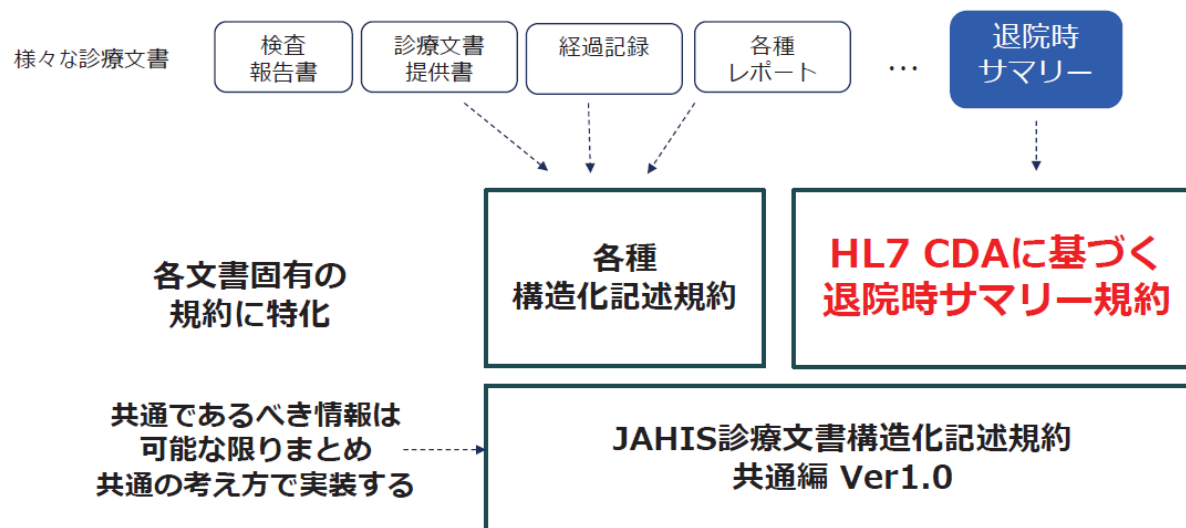 様々な診療文書
検査
報告書
診療文書
提供書
経過記録
各種
レポート
…
退院時
サマリー
各文書固有の
規約に特化
各種
構造化記述規約
HL7 CDAに基づく
退院時サマリー規約
共通であるべき情報は
可能な限りまとめ
共通の考え方で実装する
JAHIS診療文書構造化記述規約
共通編 Ver1.0